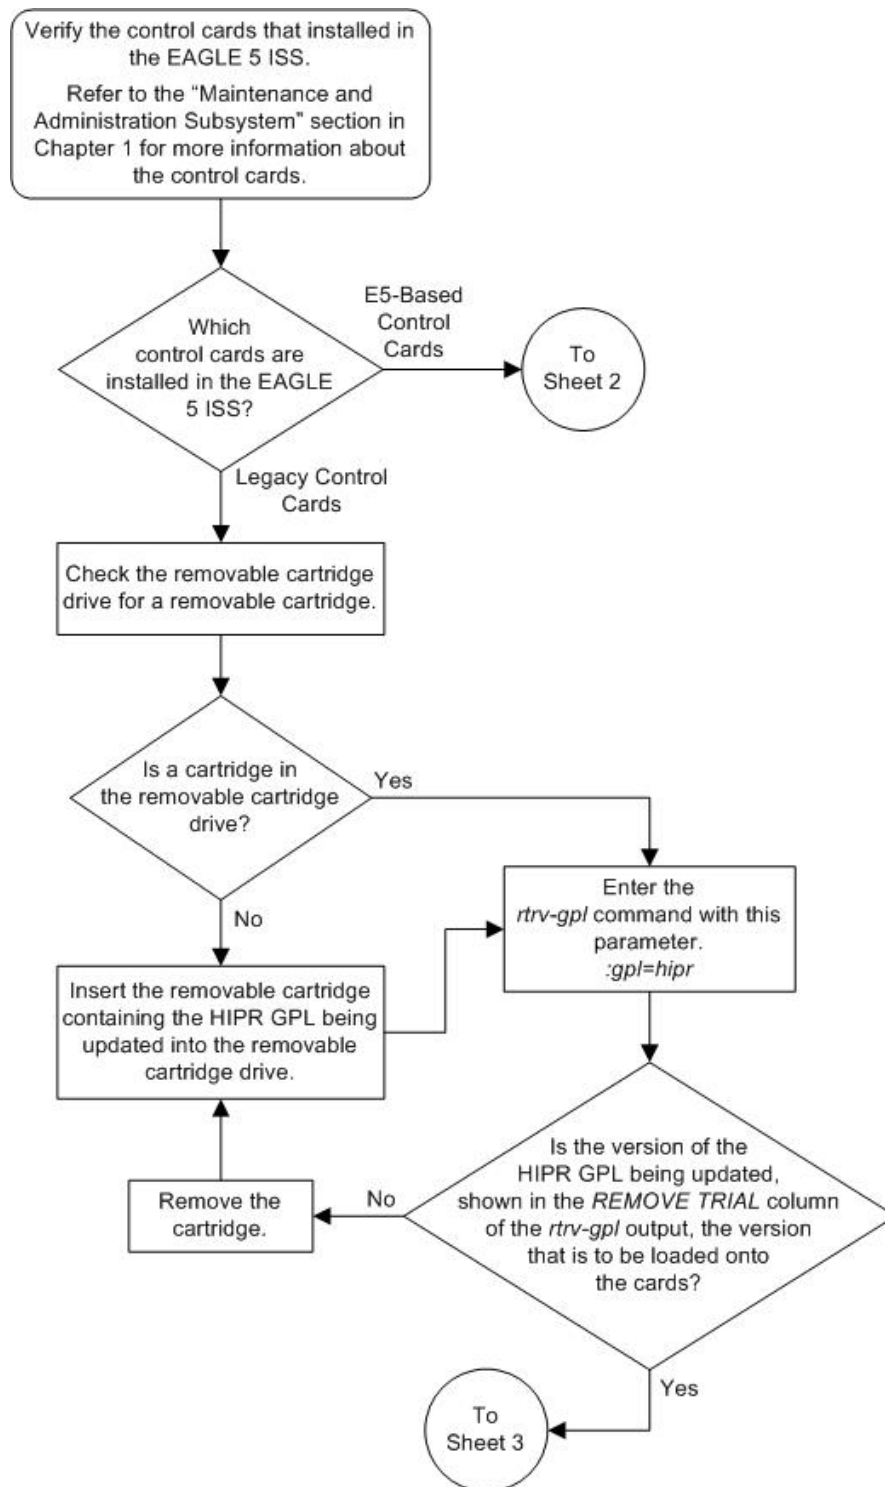 Verify the control cards that installed in
the EAGLE 5 ISS.
Refer to the “Maintenance and
Administration Subsystem" section in
Chapter 1 for more information about
the control cards.
Which
control cards are
installed in the EAGLE
5 ISS?
E5-Based
Control
Cards
To
Sheet 2
Legacy Control
Cards
Check the removable cartridge
drive for a removable cartridge.
Is a cartridge in
the removable cartridge
drive?
Yes
No
Enter the
rtrv-gpl command with this
parameter.
:gpl=hipr
Insert the removable cartridge
containing the HIPR GPL being
updated into the removable
cartridge drive.
Is the version of the
HIPR GPL being updated,
shown in the REMOVE TRIAL column
of the rtrv-gpl output, the version
that is to be loaded onto
the cards?
No
Remove the
cartridge.
Yes
To
Sheet 3